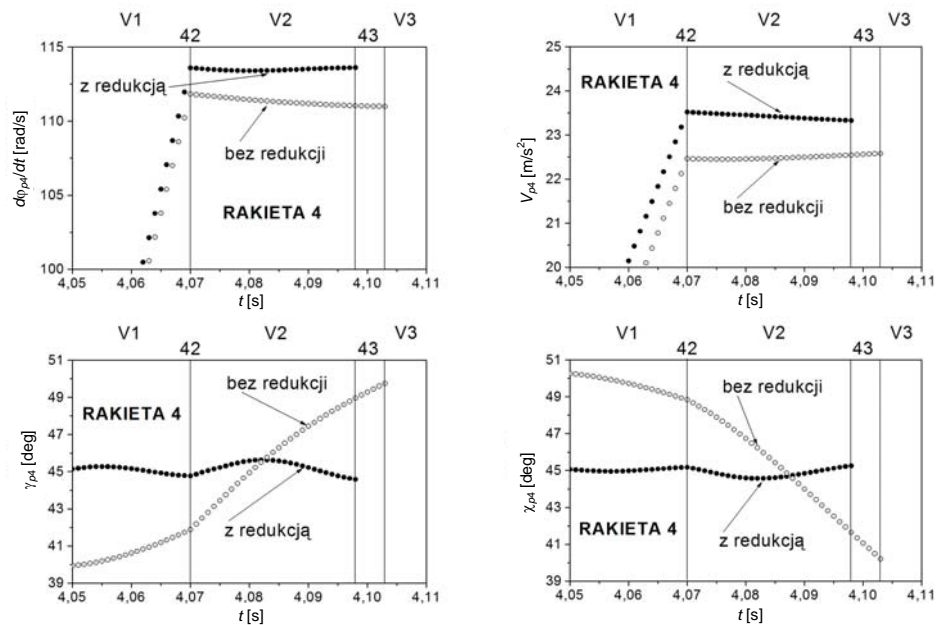 V1 V2 V3
42 43
115
110
105
100
dφp4/dt [rad/s]
z redukcją
bez redukcji
RAKIETA 4
4,05 4,06 4,07 4,08 4,09 4,10 4,11
t [s]
V1 V2 V3
42 43
25
24
23
22
21
20
Vp4 [m/s²]
RAKIETA 4
z redukcją
bez redukcji
4,05 4,06 4,07 4,08 4,09 4,10 4,11
t [s]
V1 V2 V3
42 43
51
49
47
45
43
41
39
γp4 [deg]
bez redukcji
RAKIETA 4
z redukcją
4,05 4,06 4,07 4,08 4,09 4,10 4,11
t [s]
V1 V2 V3
42 43
51
49
47
45
43
41
39
χp4 [deg]
bez redukcji
RAKIETA 4
z redukcją
4,05 4,06 4,07 4,08 4,09 4,10 4,11
t [s]